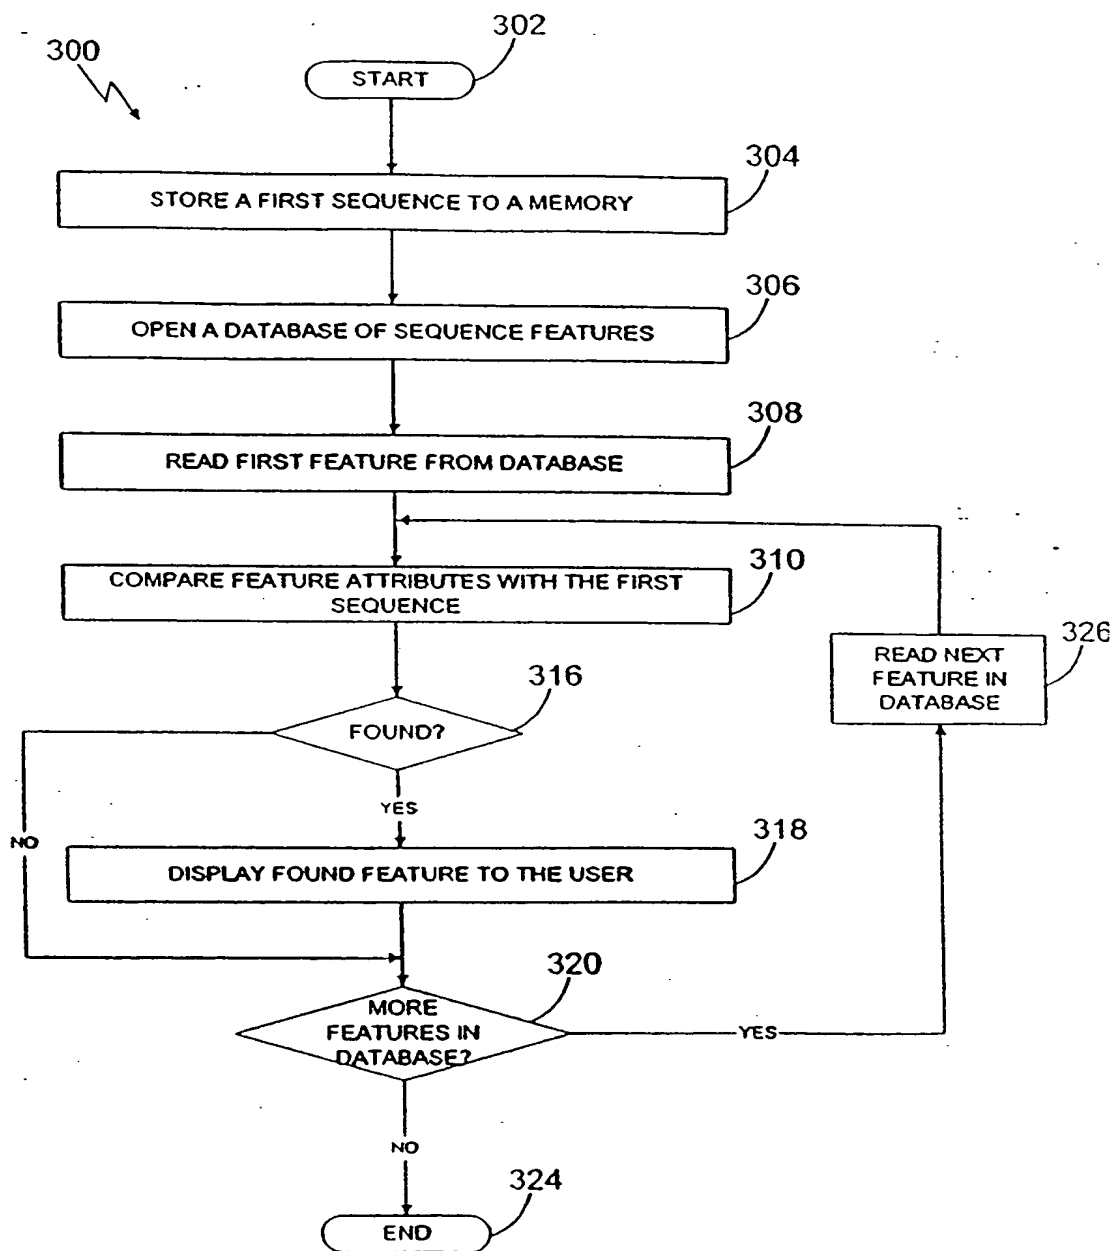 302
300
START
304
STORE A FIRST SEQUENCE TO A MEMORY
306
OPEN A DATABASE OF SEQUENCE FEATURES
308
READ FIRST FEATURE FROM DATABASE
310
COMPARE FEATURE ATTRIBUTES WITH THE FIRST
SEQUENCE
326
READ NEXT
FEATURE IN
DATABASE
316
FOUND?
YES
NO
318
DISPLAY FOUND FEATURE TO THE USER
320
MORE
FEATURES IN
DATABASE?
YES
NO
324
END